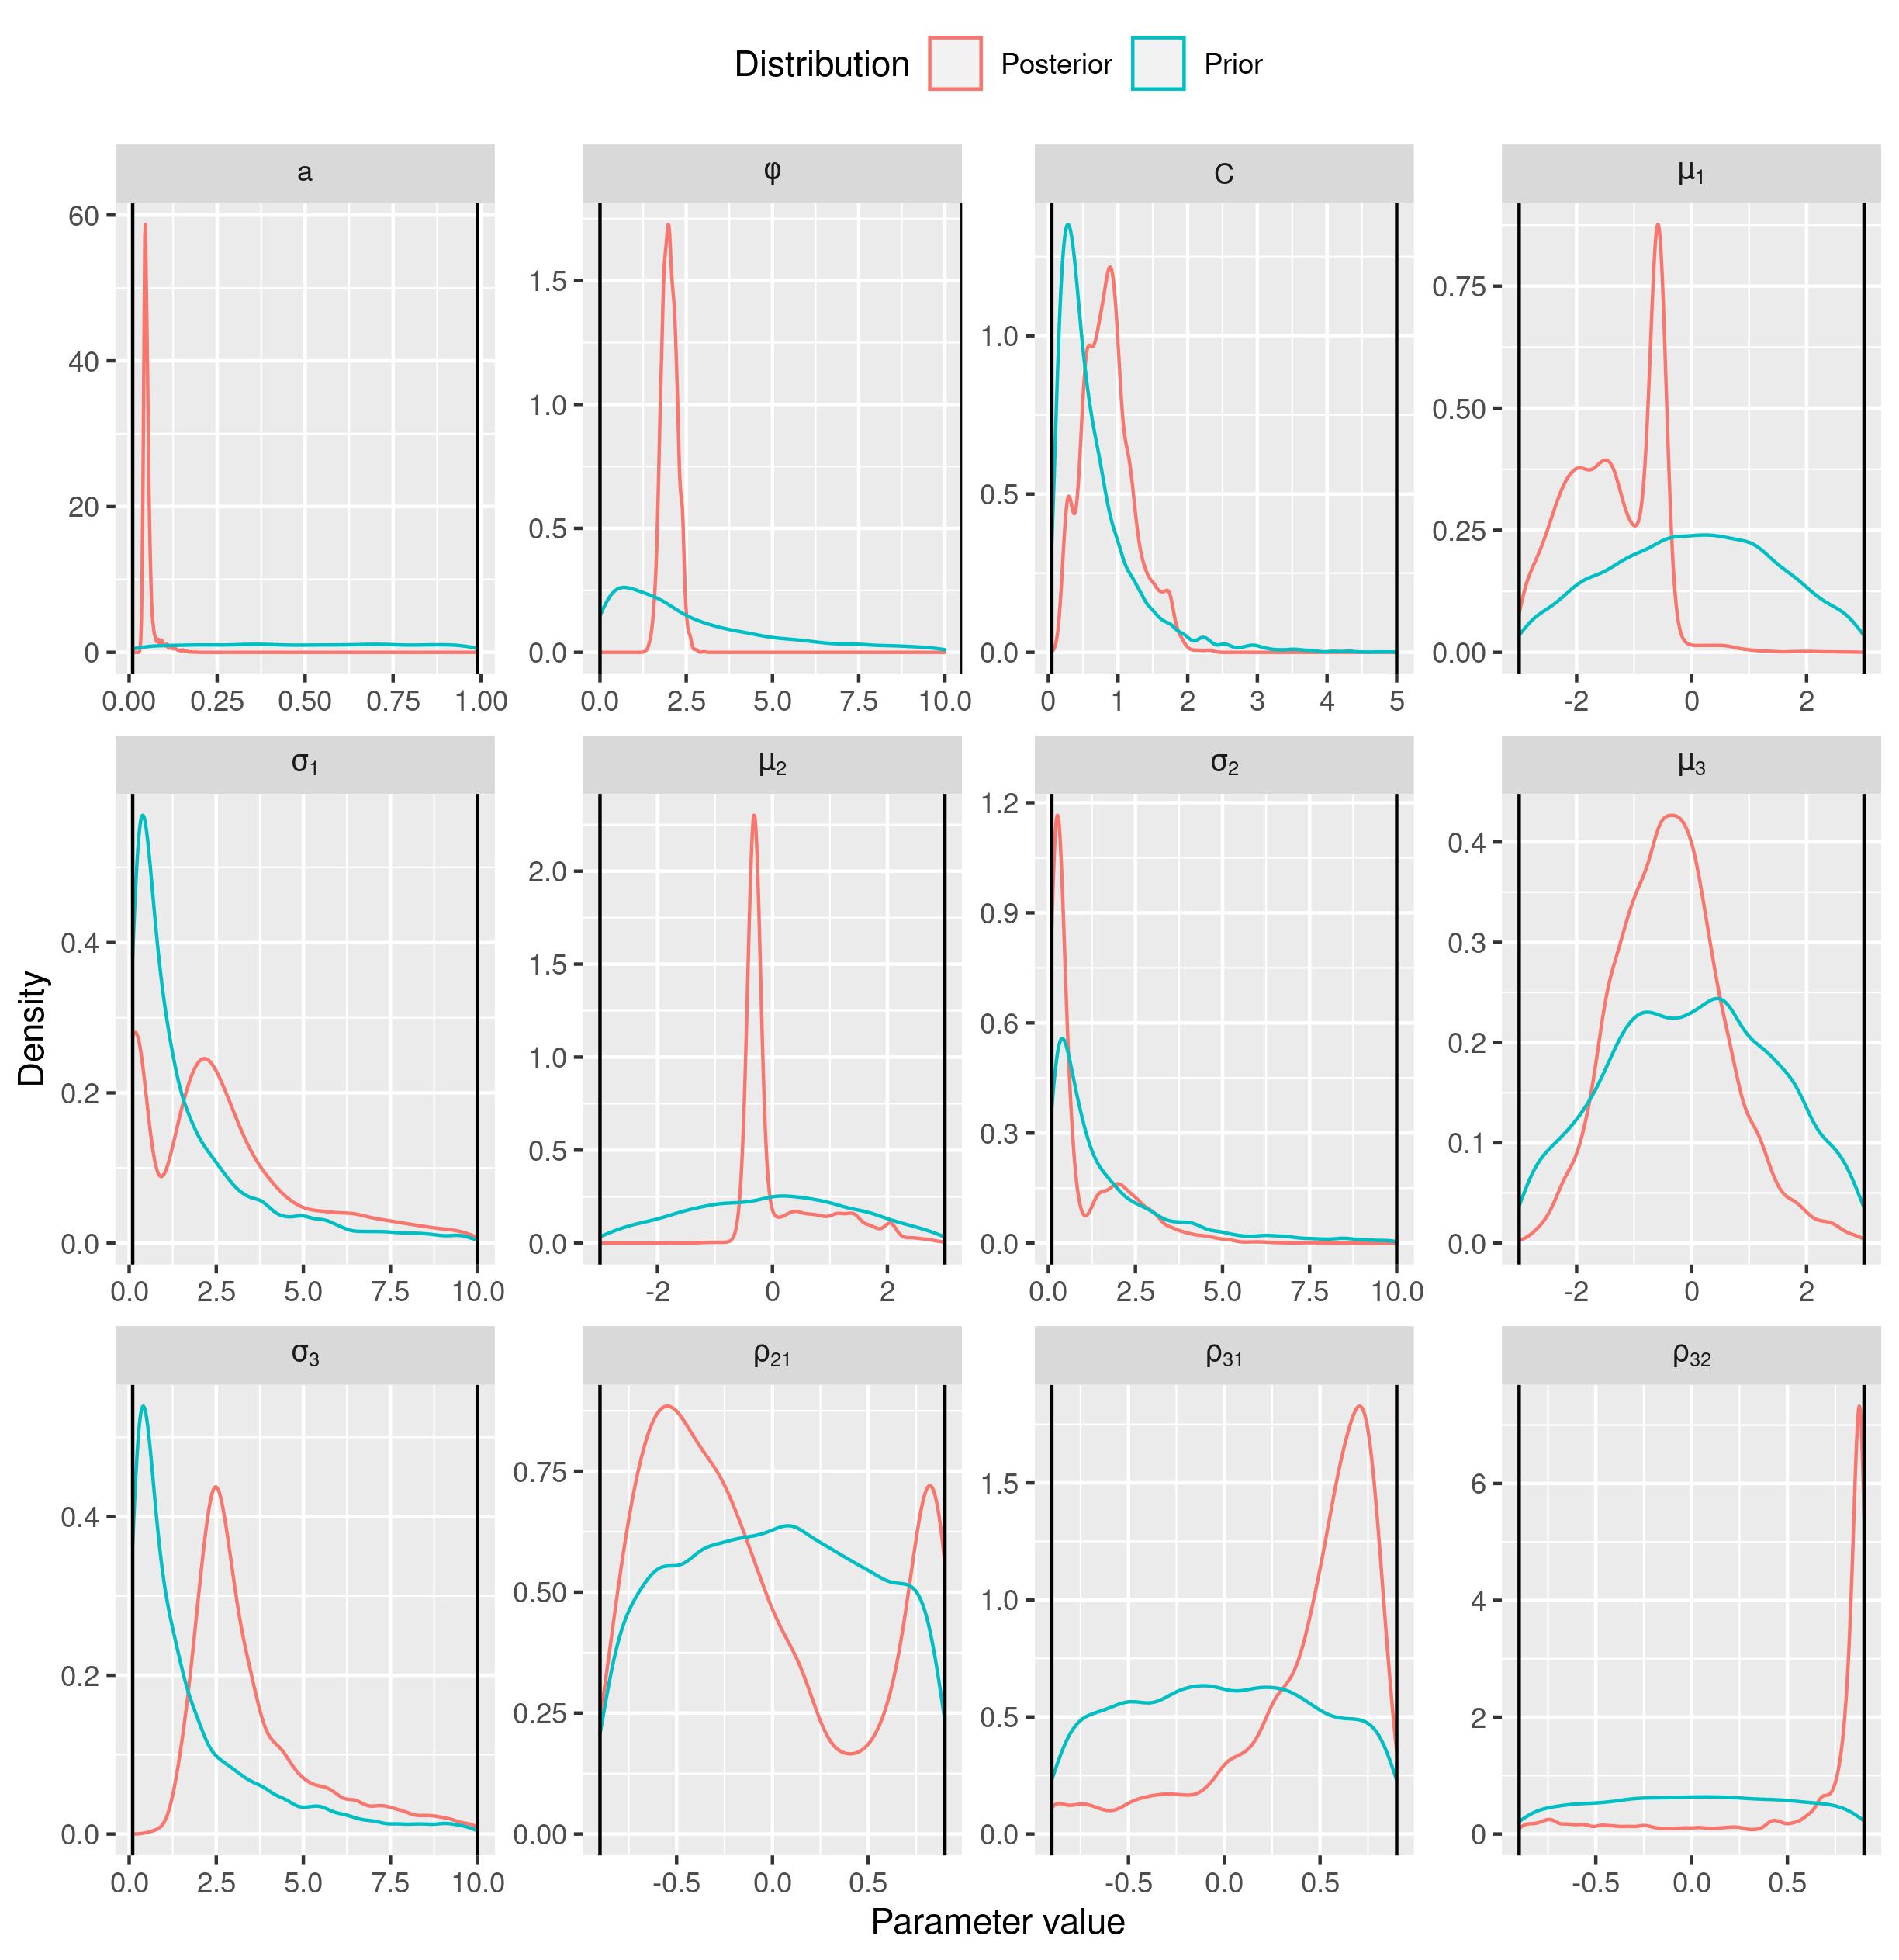 Distribution Posterior Prior
a φ C μ₁
60 40 20 0
1.5 1.0 0.5 0.0
1.0 0.5 0.0
0.75 0.50 0.25 0.00
0.00 0.25 0.50 0.75 1.00
0.0 2.5 5.0 7.5 10.0
0 1 2 3 4 5
-2 0 2
σ₁ μ₂ σ₂ μ₃
0.4 0.2 0.0
2.0 1.5 1.0 0.5 0.0
1.2 0.9 0.6 0.3 0.0
0.4 0.3 0.2 0.1 0.0
0.0 2.5 5.0 7.5 10.0
-2 0 2
0.0 2.5 5.0 7.5 10.0
-2 0 2
Density
σ₃ ρ₂₁ ρ₃₁ ρ₃₂
0.4 0.2 0.0
0.75 0.50 0.25 0.00
1.5 1.0 0.5 0.0
6 4 2 0
0.0 2.5 5.0 7.5 10.0
-0.5 0.0 0.5
-0.5 0.0 0.5
-0.5 0.0 0.5
Parameter value